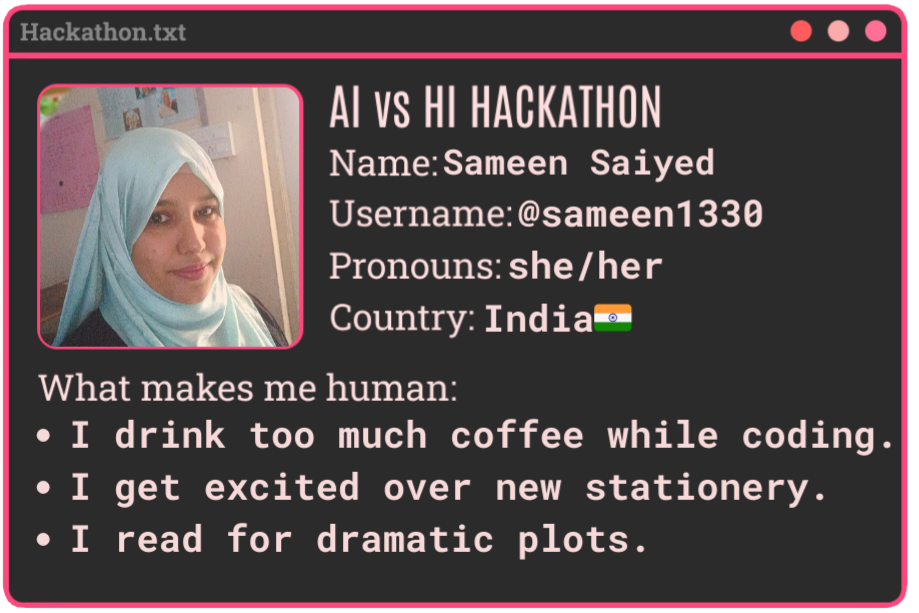 Hackathon.txt
AI vs HI HACKATHON
Name: Sameen Saiyed
Username: @sameen1330
Pronouns: she/her
Country: India🇮🇳
What makes me human:
• I drink too much coffee while coding.
• I get excited over new stationery.
• I read for dramatic plots.